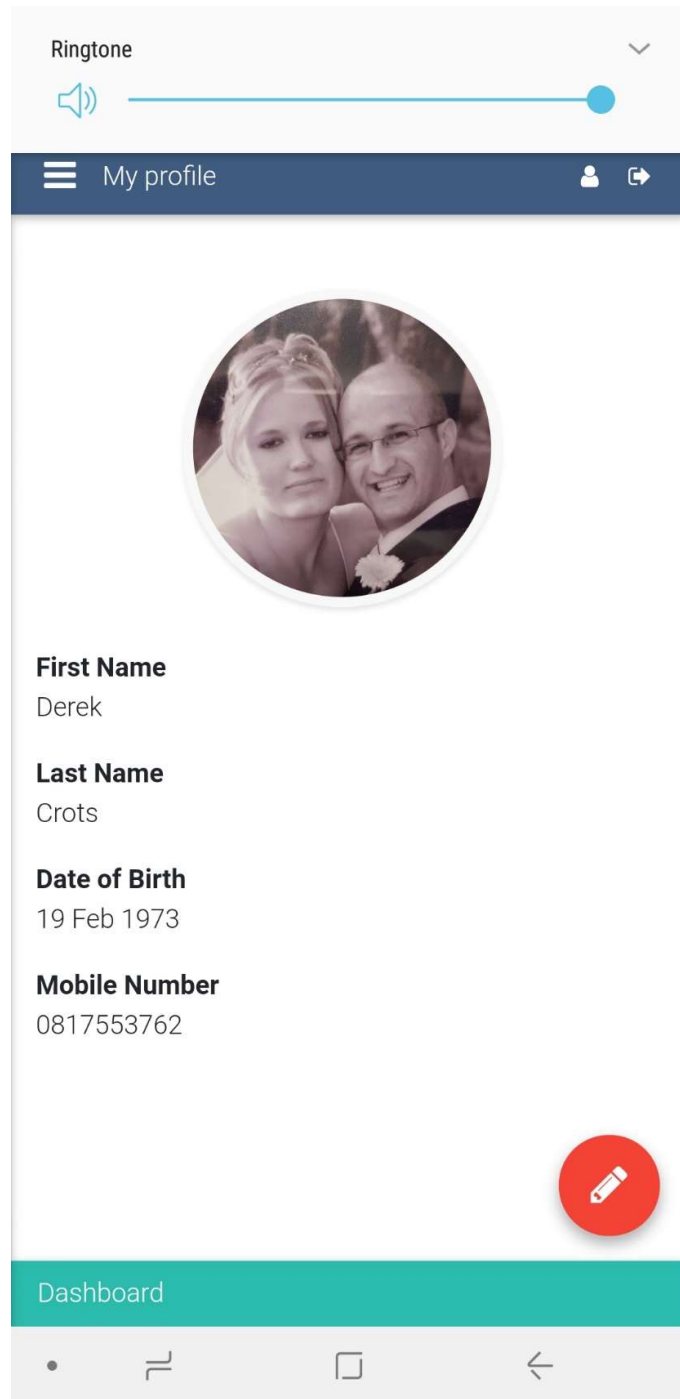 Ringtone
My profile
First Name
Derek
Last Name
Crots
Date of Birth
19 Feb 1973
Mobile Number
0817553762
Dashboard